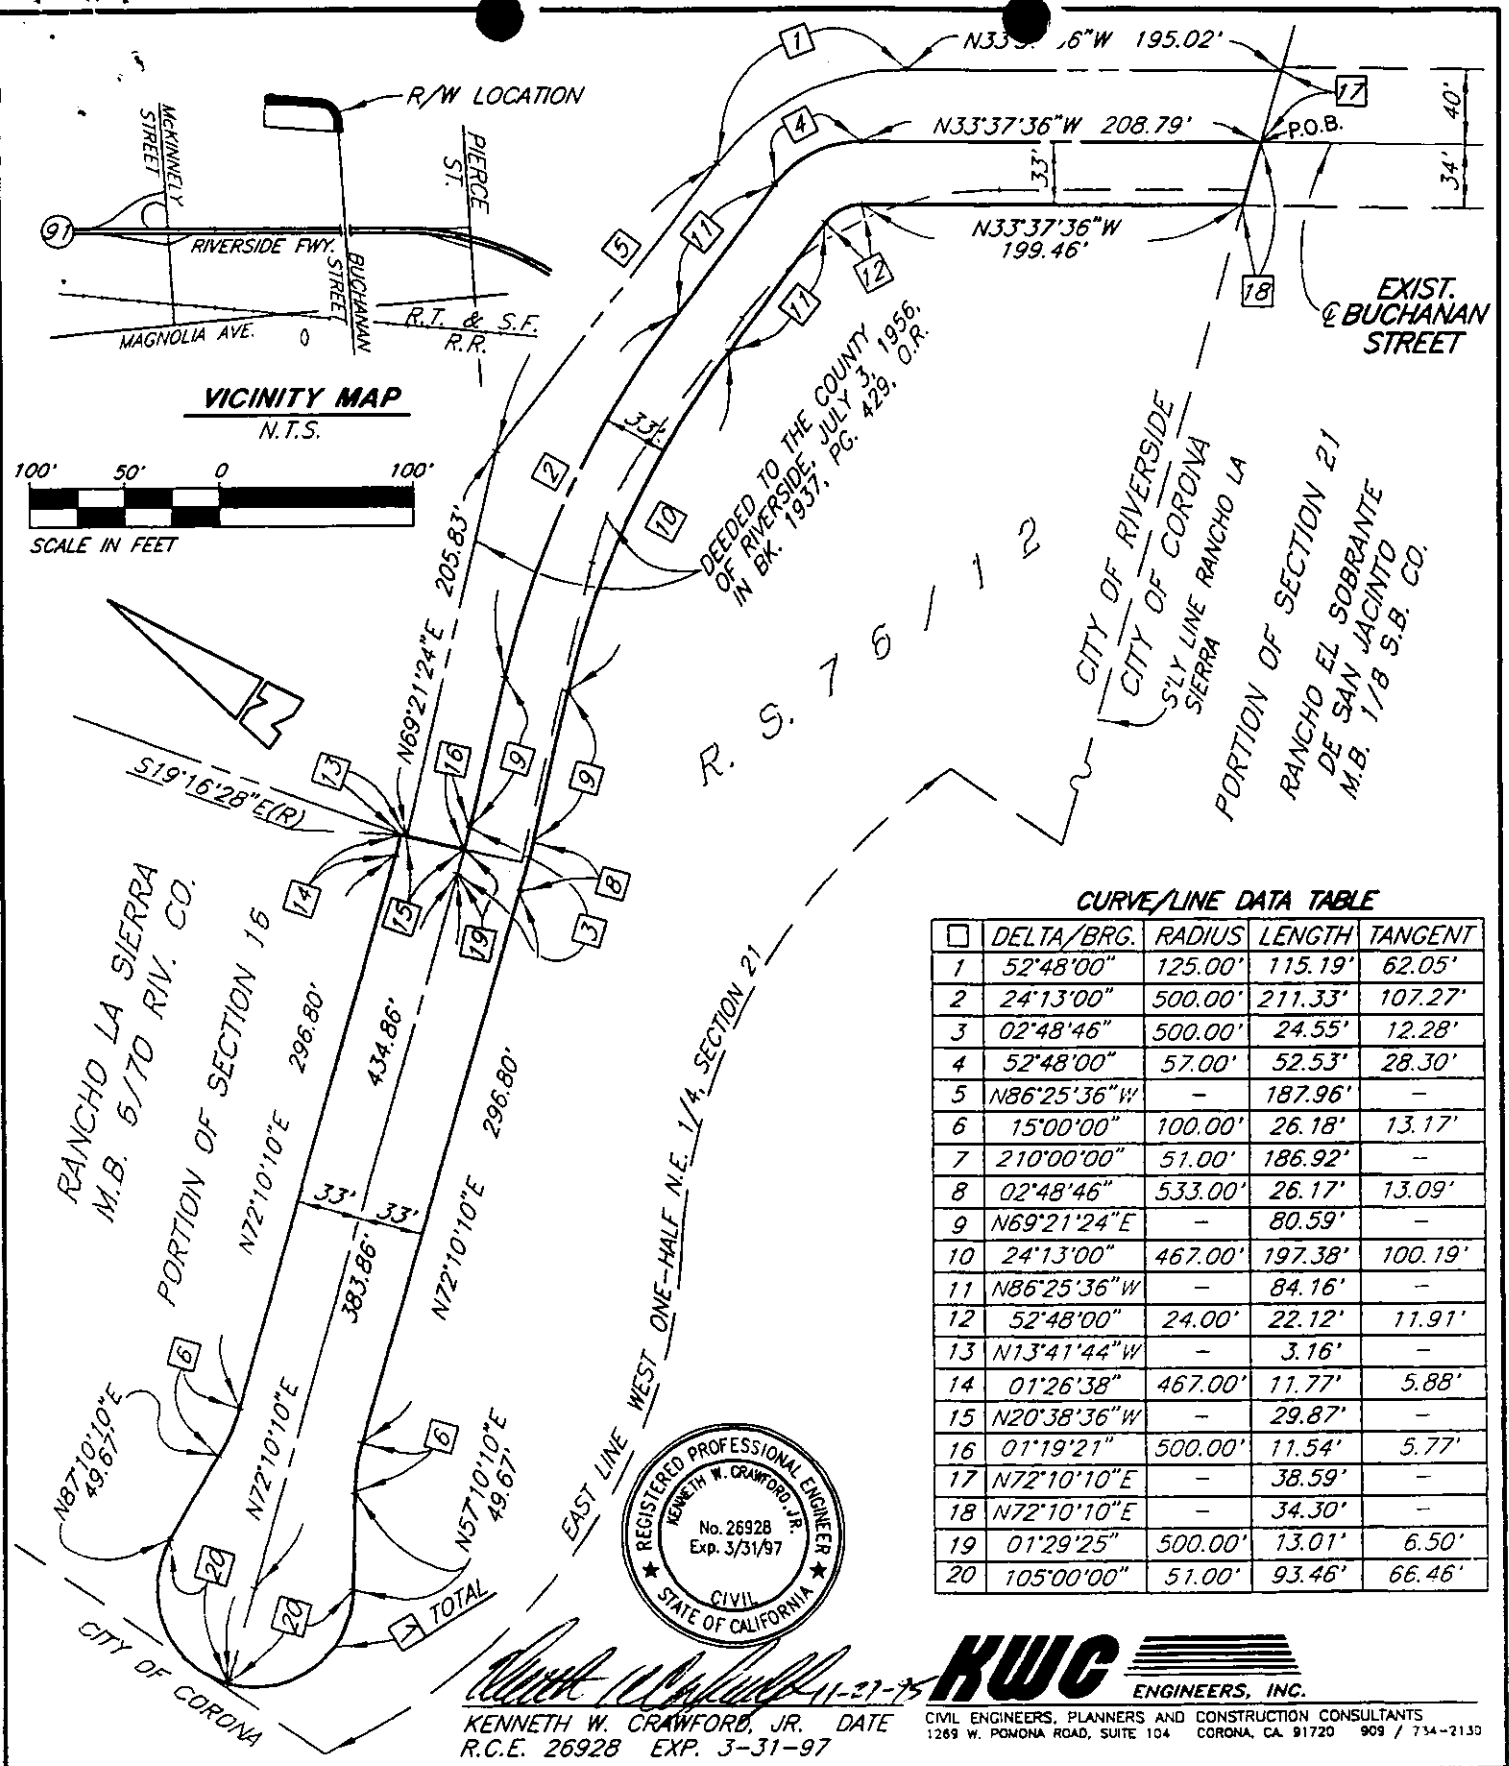 N33°3 6"W 195.02'
1
17
R/W LOCATION
McKINNELY
STREET
PIERCE
ST.
91
RIVERSIDE FWY.
BUCHANAN
STREET
MAGNOLIA AVE.
R.T. & S.F.
R.R.
VICINITY MAP
N.T.S.
100' 50' 0 100'
SCALE IN FEET
4
N33°37'36"W 208.79'
P.O.B.
40'
34'
33'
N33°37'36"W
199.46'
5
11
12
11
18
EXIST.
℄ BUCHANAN
STREET
33'
2
10
DEEDED TO THE COUNTY
OF RIVERSIDE, JULY 3, 1956,
IN BK. 1937, PG. 429, O.R.
N69°21'24"E 205.83'
R. S. 76 / 12
CITY OF RIVERSIDE
CITY OF CORONA
S'LY LINE RANCHO LA
SIERRA
PORTION OF SECTION 21
RANCHO EL SOBRANTE
DE SAN JACINTO
M.B. 1/8 S.B. CO.
N
S19°16'28"E(R)
13
16
9
9
14
15
19
8
3
RANCHO LA SIERRA
M.B. 6/70 RIV. CO.
PORTION OF SECTION 16
N72°10'10"E 296.80'
434.86'
N72°10'10"E 296.80'
33'
33'
383.86'
N72°10'10"E
6
6
N87°10'10"E
49.67'
N57°10'10"E
49.67'
20
20
7 TOTAL
CITY OF CORONA
EAST LINE WEST ONE-HALF N.E. 1/4, SECTION 21
CURVE/LINE DATA TABLE
□ DELTA/BRG. RADIUS LENGTH TANGENT
1 52°48'00" 125.00' 115.19' 62.05'
2 24°13'00" 500.00' 211.33' 107.27'
3 02°48'46" 500.00' 24.55' 12.28'
4 52°48'00" 57.00' 52.53' 28.30'
5 N86°25'36"W - 187.96' -
6 15°00'00" 100.00' 26.18' 13.17'
7 210°00'00" 51.00' 186.92' -
8 02°48'46" 533.00' 26.17' 13.09'
9 N69°21'24"E - 80.59' -
10 24°13'00" 467.00' 197.38' 100.19'
11 N86°25'36"W - 84.16' -
12 52°48'00" 24.00' 22.12' 11.91'
13 N13°41'44"W - 3.16' -
14 01°26'38" 467.00' 11.77' 5.88'
15 N20°38'36"W - 29.87' -
16 01°19'21" 500.00' 11.54' 5.77'
17 N72°10'10"E - 38.59' -
18 N72°10'10"E - 34.30' -
19 01°29'25" 500.00' 13.01' 6.50'
20 105°00'00" 51.00' 93.46' 66.46'
REGISTERED PROFESSIONAL ENGINEER
KENNETH W. CRAWFORD, JR.
No. 26928
Exp. 3/31/97
CIVIL
STATE OF CALIFORNIA
11-27-95
KENNETH W. CRAWFORD, JR. DATE
R.C.E. 26928 EXP. 3-31-97
KWC
ENGINEERS, INC.
CIVIL ENGINEERS, PLANNERS AND CONSTRUCTION CONSULTANTS
1269 W. POMONA ROAD, SUITE 104 CORONA, CA 91720 909 / 734-2130